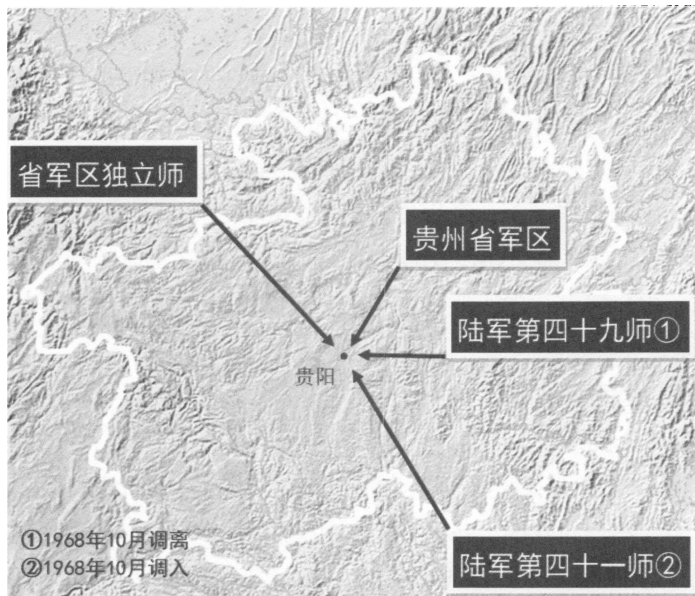 省军区独立师
贵州省军区
陆军第四十九师①
贵阳
①1968年10月调离
②1968年10月调入
陆军第四十一师②